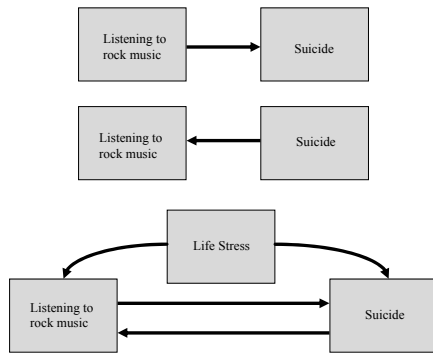 Listening to
rock music
Suicide
Listening to
rock music
Suicide
Life Stress
Listening to
rock music
Suicide